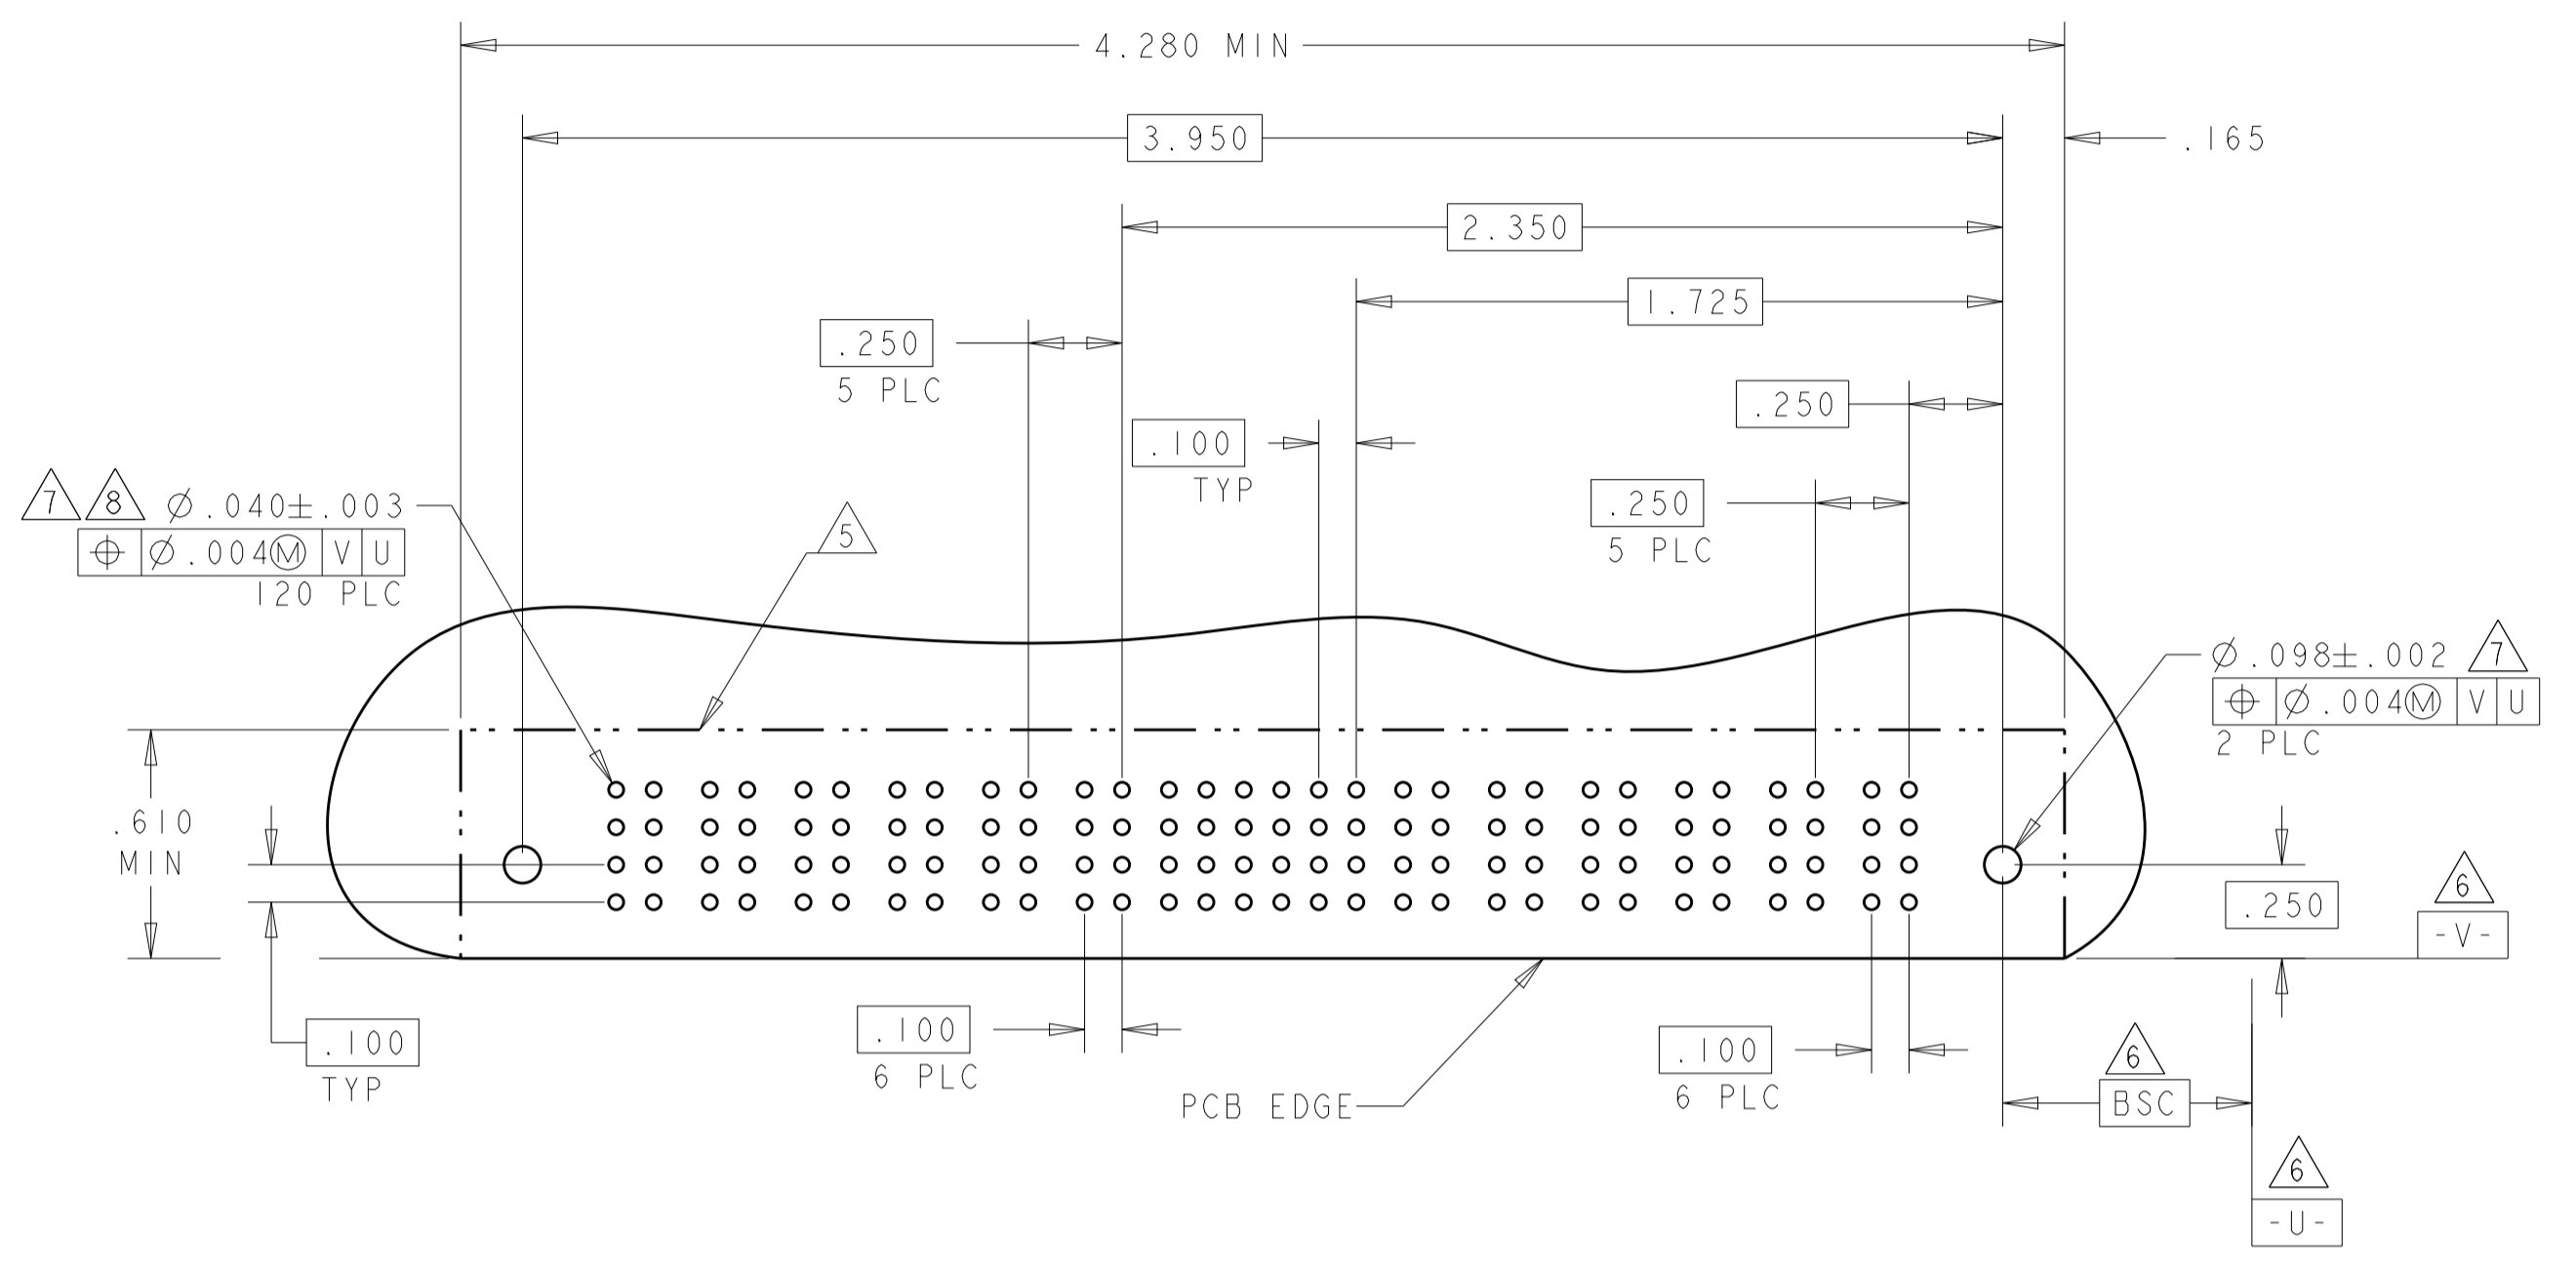 4.280 MIN
3.950
.165
2.350
1.725
.250
5 PLC
.250
.100
TYP
.250
5 PLC
7 8 Ø.040±.003
⌖ Ø.004Ⓜ V U
120 PLC
5
Ø.098±.002 7
⌖ Ø.004Ⓜ V U
2 PLC
.610
MIN
.250
6
-V-
.100
TYP
.100
6 PLC
.100
6 PLC
PCB EDGE
6
BSC
6
-U-